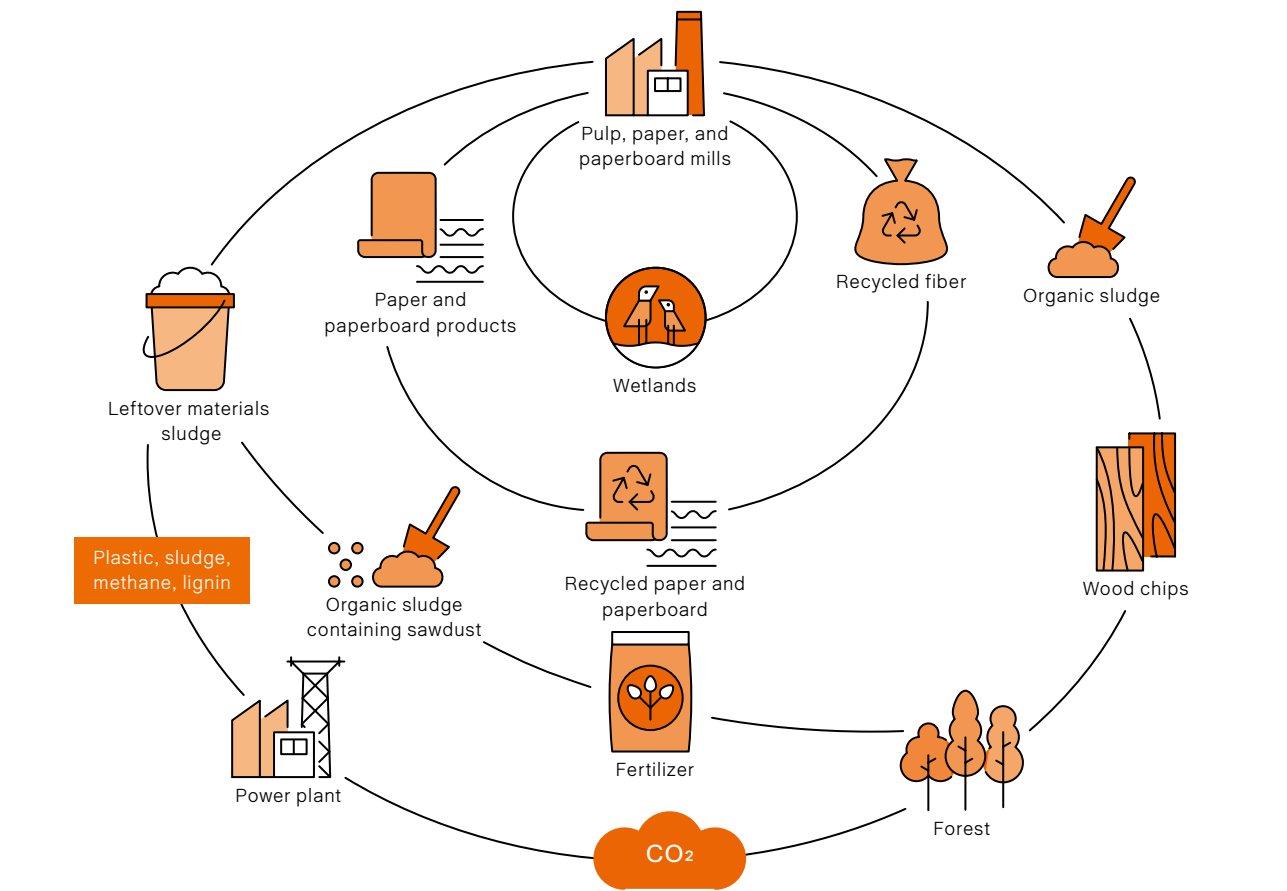 Pulp, paper, and
paperboard mills
Recycled fiber
Organic sludge
Paper and
paperboard products
Wetlands
Leftover materials
sludge
Plastic, sludge,
methane, lignin
Organic sludge
containing sawdust
Recycled paper and
paperboard
Wood chips
Fertilizer
Power plant
Forest
CO₂